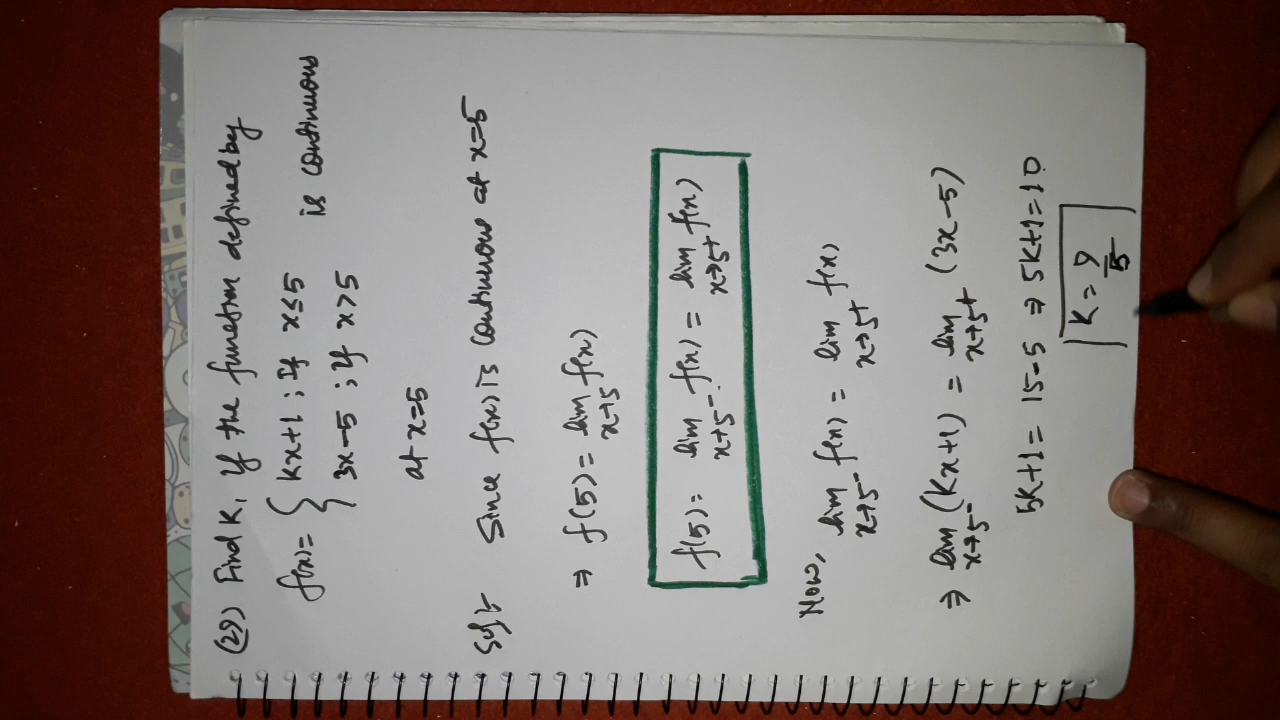 (29) Find K, if the function defined by
f(x) = { Kx+1 ; if x≤5
3x-5 ; if x>5 is continuous
at x=5
Sol:- Since f(x) is continuous at x=5
⇒ f(5) = lim x→5 f(x)
f(5) = lim x→5- f(x) = lim x→5+ f(x)
Now, lim x→5- f(x) = lim x→5+ f(x)
⇒ lim x→5- (Kx+1) = lim x→5+ (3x-5)
5K+1 = 15-5 ⇒ 5K+1=10
K = 9/5